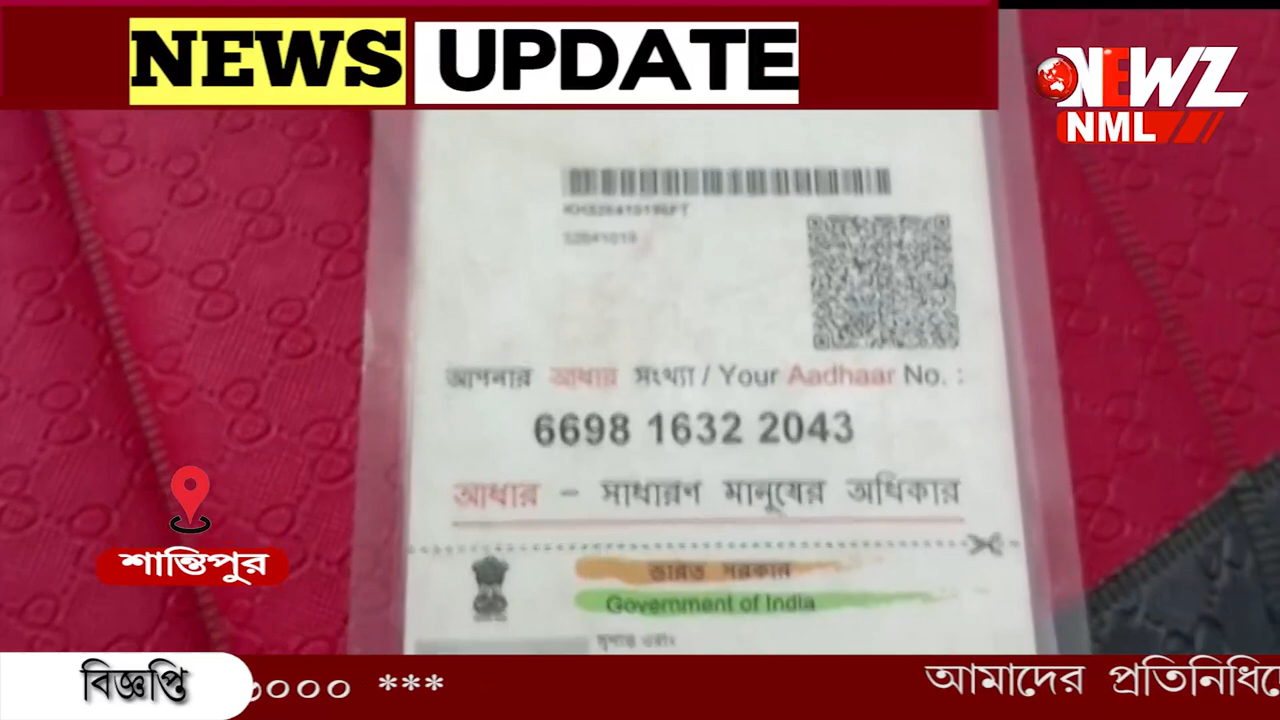 NEWS UPDATE
NEWZ
NML
আপনার আধার সংখ্যা / Your Aadhaar No. :
6698 1632 2043
আধার – সাধারণ মানুষের অধিকার
ভারত সরকার
Government of India
শান্তিপুর
বিজ্ঞপ্তি
০০০ ***
আমাদের